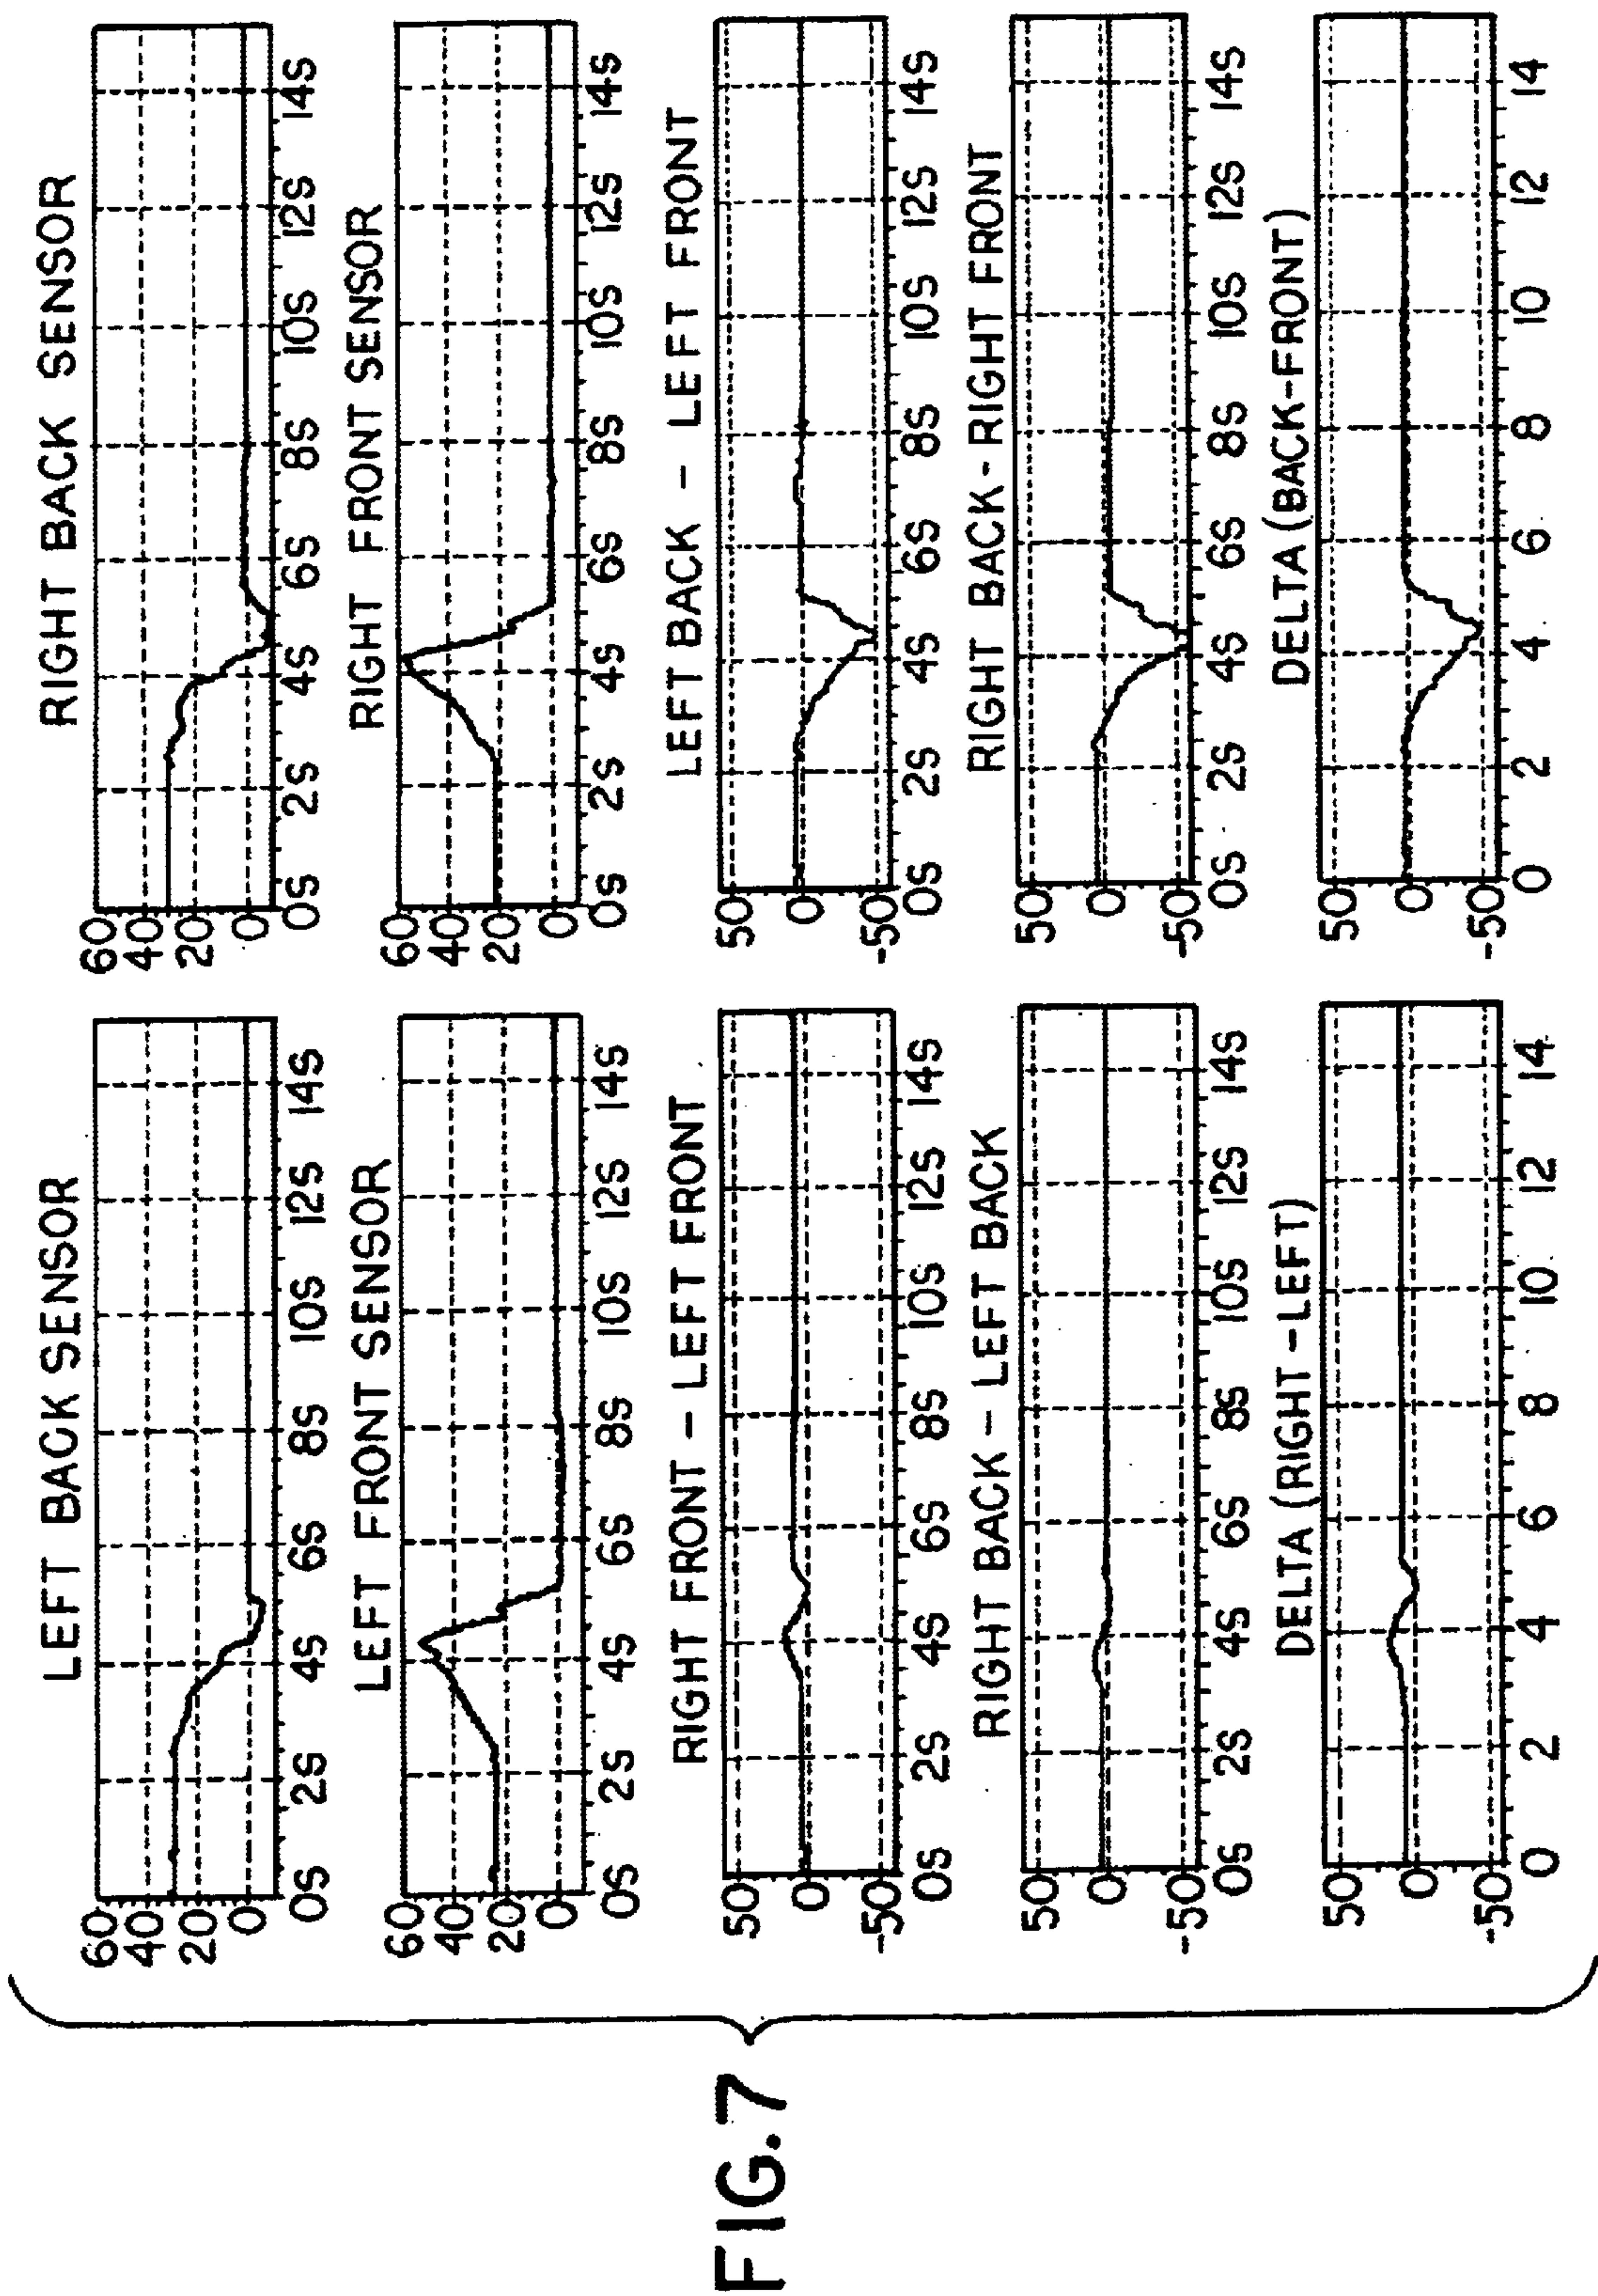 FIG.7
LEFT BACK SENSOR
60
40
20
0
0S 2S 4S 6S 8S 10S 12S 14S
RIGHT BACK SENSOR
60
40
20
0
0S 2S 4S 6S 8S 10S 12S 14S
LEFT FRONT SENSOR
60
40
20
0
0S 2S 4S 6S 8S 10S 12S 14S
RIGHT FRONT SENSOR
60
40
20
0
0S 2S 4S 6S 8S 10S 12S 14S
RIGHT FRONT - LEFT FRONT
50
0
-50
0S 2S 4S 6S 8S 10S 12S 14S
LEFT BACK - LEFT FRONT
50
0
-50
0S 2S 4S 6S 8S 10S 12S 14S
RIGHT BACK - LEFT BACK
50
0
-50
0S 2S 4S 6S 8S 10S 12S 14S
RIGHT BACK - RIGHT FRONT
50
0
-50
0S 2S 4S 6S 8S 10S 12S 14S
DELTA (RIGHT -LEFT)
50
0
-50
0 2 4 6 8 10 12 14
DELTA (BACK-FRONT)
50
0
-50
0 2 4 6 8 10 12 14